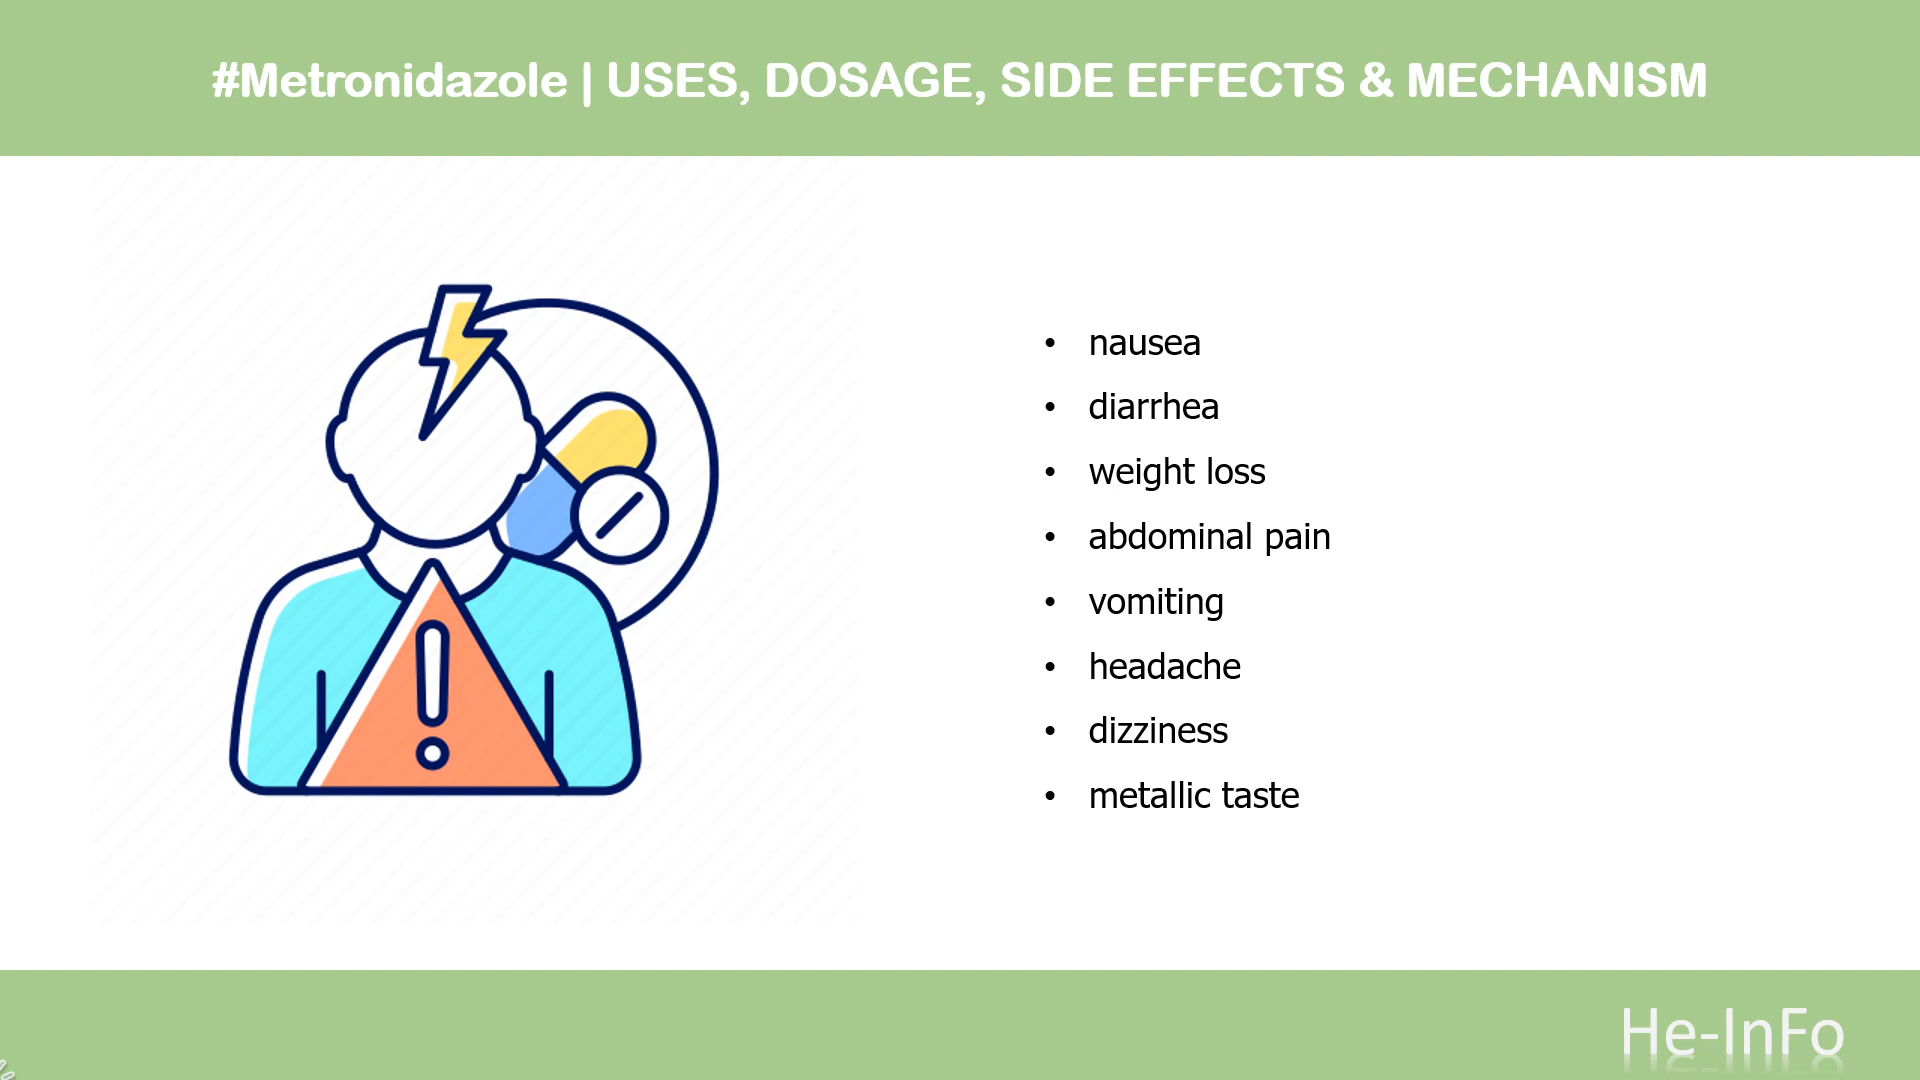 #Metronidazole | USES, DOSAGE, SIDE EFFECTS & MECHANISM
• nausea
• diarrhea
• weight loss
• abdominal pain
• vomiting
• headache
• dizziness
• metallic taste
He-InFo